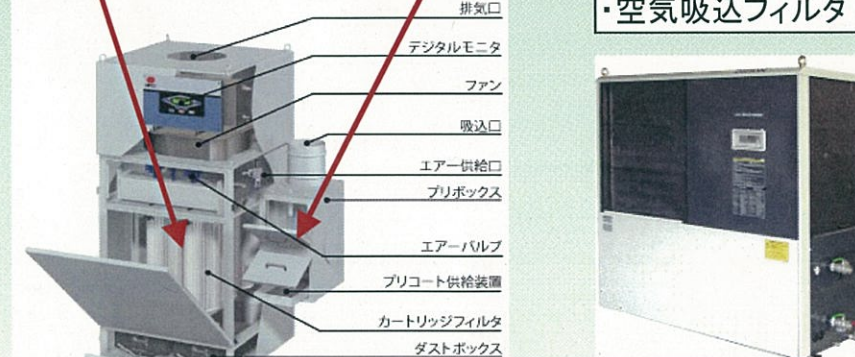 排気口
・空気吸込フィルタ
デジタルモニタ
ファン
吸込口
エアー供給口
プリボックス
エアーバルブ
プリコート供給装置
カートリッジフィルタ
ダストボックス